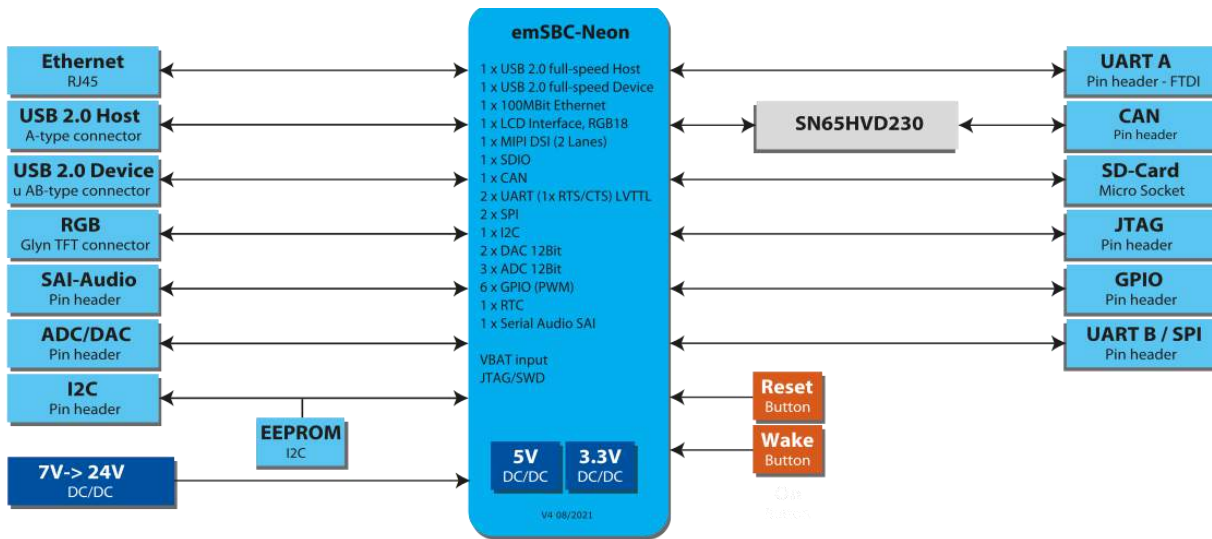 Ethernet
RJ45
USB 2.0 Host
A-type connector
USB 2.0 Device
u AB-type connector
RGB
Glyn TFT connector
SAI-Audio
Pin header
ADC/DAC
Pin header
I2C
Pin header
EEPROM
I2C
7V-> 24V
DC/DC
emSBC-Neon
1 x USB 2.0 full-speed Host
1 x USB 2.0 full-speed Device
1 x 100MBit Ethernet
1 x LCD Interface, RGB18
1 x MIPI DSI (2 Lanes)
1 x SDIO
1 x CAN
2 x UART (1x RTS/CTS) LVTTL
2 x SPI
1 x I2C
2 x DAC 12Bit
3 x ADC 12Bit
6 x GPIO (PWM)
1 x RTC
1 x Serial Audio SAI
VBAT input
JTAG/SWD
5V
DC/DC
3.3V
DC/DC
V4 08/2021
SN65HVD230
Reset
Button
Wake
Button
UART A
Pin header - FTDI
CAN
Pin header
SD-Card
Micro Socket
JTAG
Pin header
GPIO
Pin header
UART B / SPI
Pin header